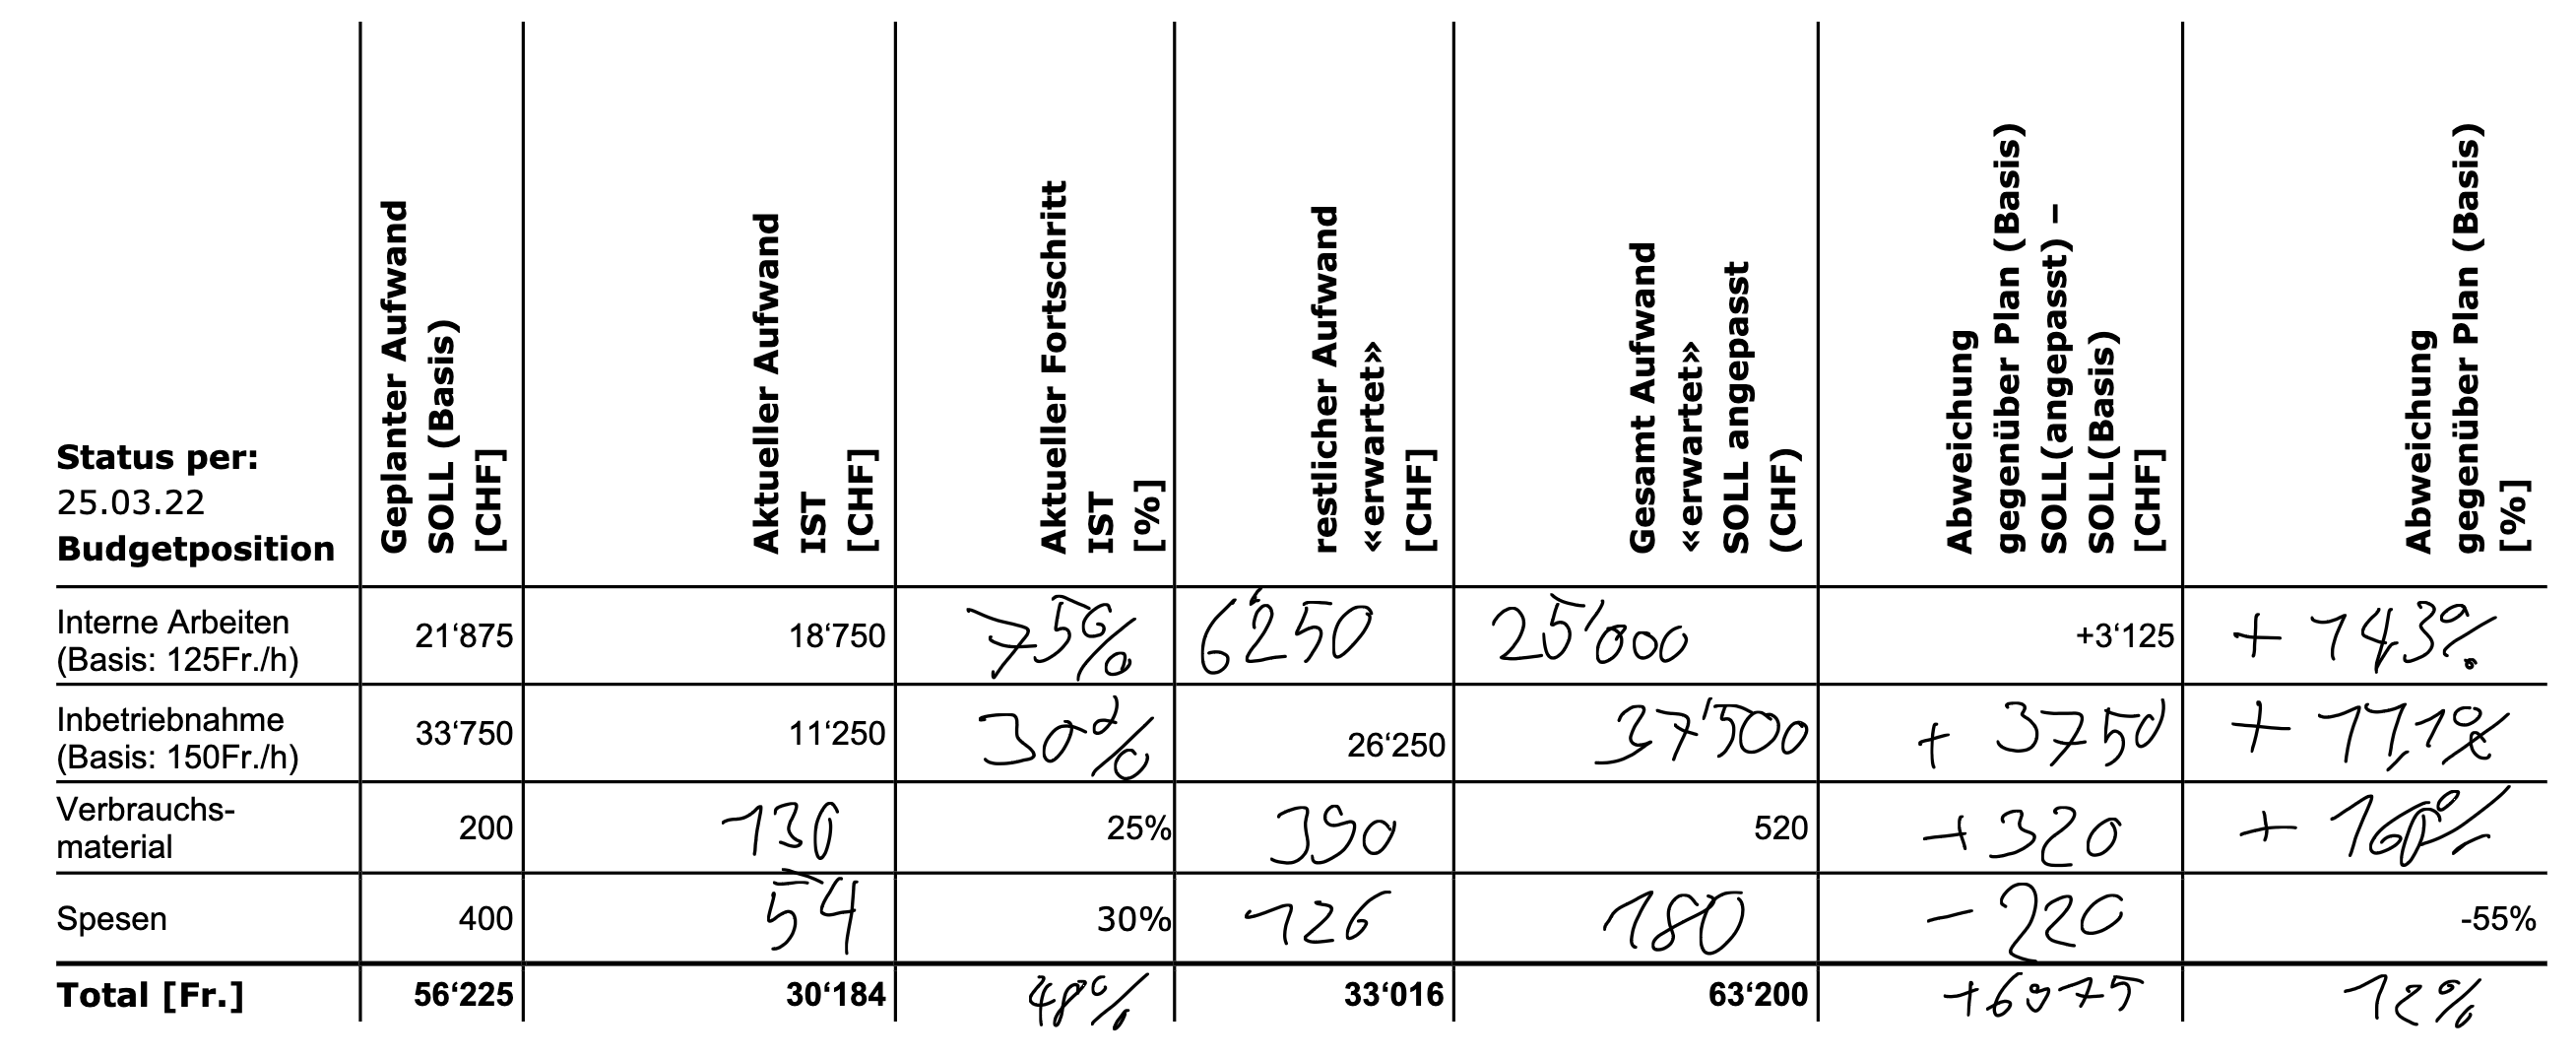 Status per:
25.03.22
Budgetposition
Geplanter Aufwand
SOLL (Basis)
[CHF]
Aktueller Aufwand
IST
[CHF]
Aktueller Fortschritt
IST
[%]
restlicher Aufwand
«erwartet»
[CHF]
Gesamt Aufwand
«erwartet»
SOLL angepasst
(CHF)
Abweichung
gegenüber Plan (Basis)
SOLL(angepasst) –
SOLL(Basis)
[CHF]
Abweichung
gegenüber Plan (Basis)
[%]
Interne Arbeiten
(Basis: 125Fr./h)
21‘875 18‘750 75% 6'250 25'000 +3‘125 +14,3%
Inbetriebnahme
(Basis: 150Fr./h)
33‘750 11‘250 30% 26‘250 37'500 + 3750 +11,1%
Verbrauchs-
material
200 130 25% 390 520 +320 + 160%
Spesen 400 54 30% 126 180 - 220 -55%
Total [Fr.] 56‘225 30‘184 48% 33‘016 63‘200 +6975 12%